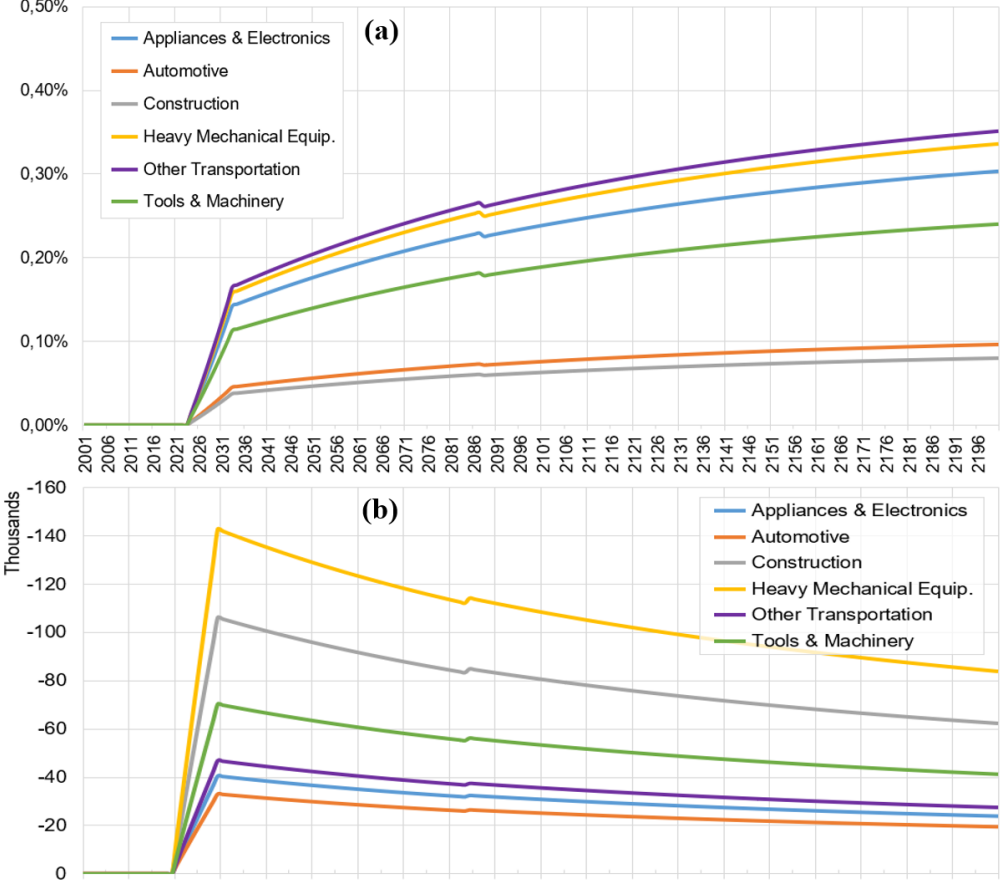 0,50%
(a)
Appliances & Electronics
Automotive
0,40%
Construction
Heavy Mechanical Equip.
0,30%
Other Transportation
Tools & Machinery
0,20%
0,10%
0,00%
2001 2006 2011 2016 2021 2026 2031 2036 2041 2046 2051 2056 2061 2066 2071 2076 2081 2086 2091 2096 2101 2106 2111 2116 2121 2126 2131 2136 2141 2146 2151 2156 2161 2166 2171 2176 2181 2186 2191 2196
-160
Thousands
(b)
Appliances & Electronics
-140
Automotive
Construction
-120
Heavy Mechanical Equip.
-100
Other Transportation
Tools & Machinery
-80
-60
-40
-20
0